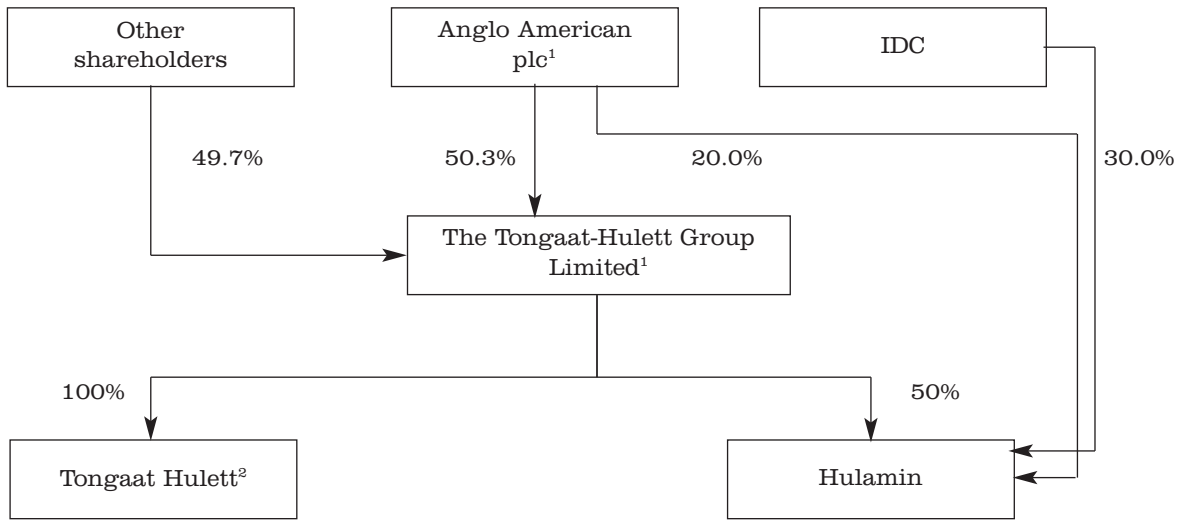 Other
shareholders
Anglo American
plc¹
IDC
49.7%
50.3%
20.0%
30.0%
The Tongaat-Hulett Group
Limited¹
100%
50%
Tongaat Hulett²
Hulamin